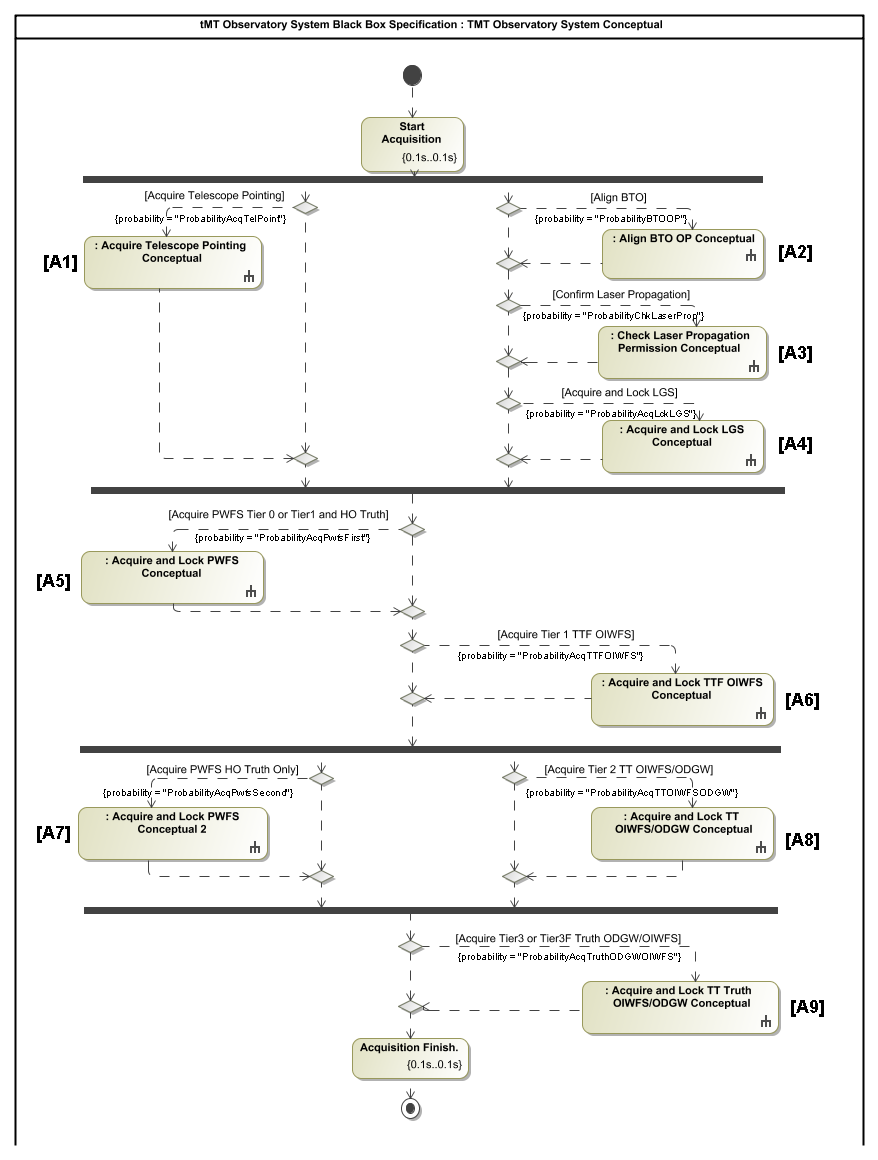 tMT Observatory System Black Box Specification : TMT Observatory System Conceptual
Start
Acquisition
{0.1s..0.1s}
[Acquire Telescope Pointing]
{probability = "ProbabilityAcqTelPoint"}
[A1]
: Acquire Telescope Pointing
Conceptual
[Align BTO]
{probability = "ProbabilityBTOOP"}
: Align BTO OP Conceptual
[A2]
[Confirm Laser Propagation]
{probability = "ProbabilityChkLaserProp"}
: Check Laser Propagation
Permission Conceptual
[A3]
[Acquire and Lock LGS]
{probability = "ProbabilityAcqLckLGS"}
: Acquire and Lock LGS
Conceptual
[A4]
[Acquire PWFS Tier 0 or Tier1 and HO Truth]
{probability = "ProbabilityAcqPwfsFirst"}
[A5]
: Acquire and Lock PWFS
Conceptual
[Acquire Tier 1 TTF OIWFS]
{probability = "ProbabilityAcqTTFOIWFS"}
: Acquire and Lock TTF OIWFS
Conceptual
[A6]
[Acquire PWFS HO Truth Only]
{probability = "ProbabilityAcqPwfsSecond"}
[A7]
: Acquire and Lock PWFS
Conceptual 2
[Acquire Tier 2 TT OIWFS/ODGW]
{probability = "ProbabilityAcqTTOIWFSODGW"}
: Acquire and Lock TT
OIWFS/ODGW Conceptual
[A8]
[Acquire Tier3 or Tier3F Truth ODGW/OIWFS]
{probability = "ProbabilityAcqTruthODGWOIWFS"}
: Acquire and Lock TT Truth
OIWFS/ODGW Conceptual
[A9]
Acquisition Finish.
{0.1s..0.1s}